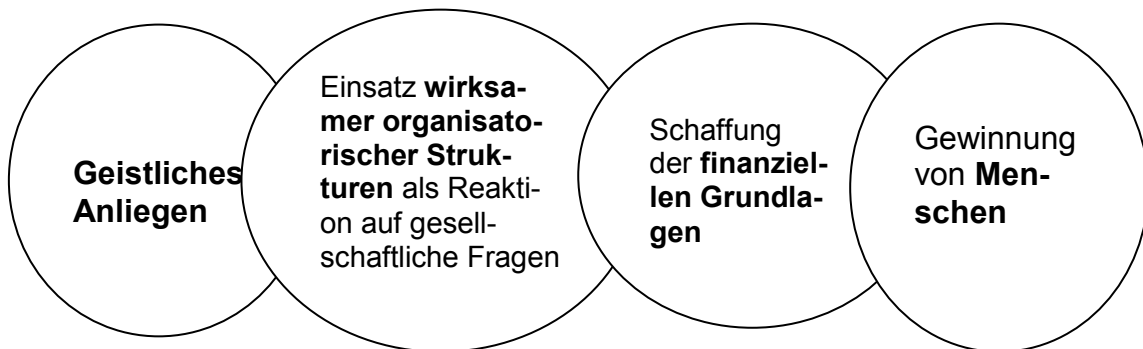 Geistliches
Anliegen
Einsatz wirksa-
mer organisato-
rischer Struk-
turen als Reakti-
on auf gesell-
schaftliche Fragen
Schaffung
der finanziel-
len Grundla-
gen
Gewinnung
von Men-
schen